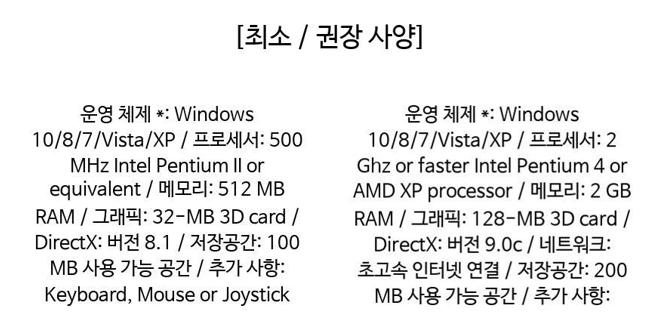 [최소 / 권장 사양]
운영 체제 *: Windows
10/8/7/Vista/XP / 프로세서: 500
MHz Intel Pentium II or
equivalent / 메모리: 512 MB
RAM / 그래픽: 32-MB 3D card /
DirectX: 버전 8.1 / 저장공간: 100
MB 사용 가능 공간 / 추가 사항:
Keyboard, Mouse or Joystick
운영 체제 *: Windows
10/8/7/Vista/XP / 프로세서: 2
Ghz or faster Intel Pentium 4 or
AMD XP processor / 메모리: 2 GB
RAM / 그래픽: 128-MB 3D card /
DirectX: 버전 9.0c / 네트워크:
초고속 인터넷 연결 / 저장공간: 200
MB 사용 가능 공간 / 추가 사항: